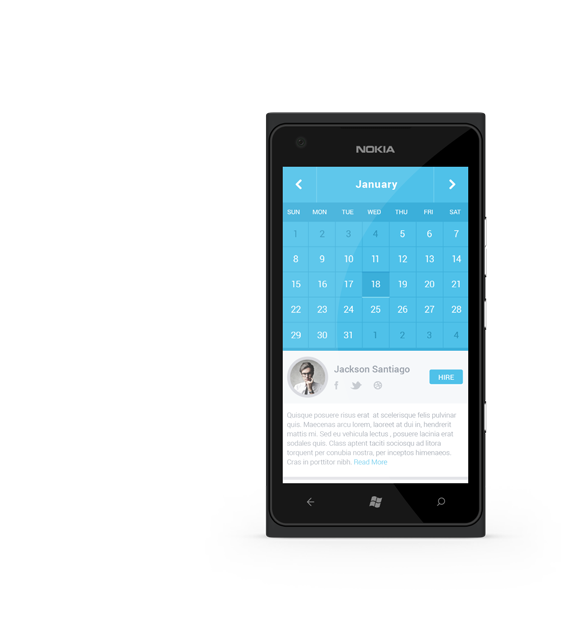 NOKIA
January
SUN MON TUE WED THU FRI SAT
1 2 3 4 5 6 7
8 9 10 11 12 13 14
15 16 17 18 19 20 21
22 23 24 25 26 27 28
29 30 31 1 2 3 4
Jackson Santiago
HIRE
Quisque posuere risus erat at scelerisque felis pulvinar
quis. Maecenas arcu lorem, laoreet at dui in, hendrerit
mattis mi. Sed eu vehicula lectus, posuere lacinia erat
sodales quis. Class aptent taciti sociosqu ad litora
torquent per conubia nostra, per inceptos himenaeos.
Cras in porttitor nibh. Read More